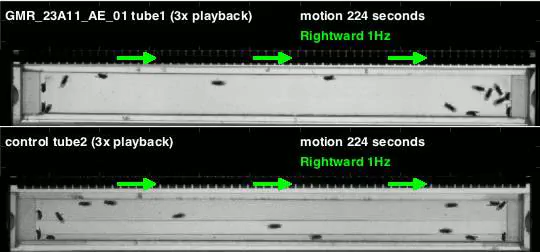 GMR_23A11_AE_01 tube1 (3x playback) motion 224 seconds
Rightward 1Hz
control tube2 (3x playback) motion 224 seconds
Rightward 1Hz